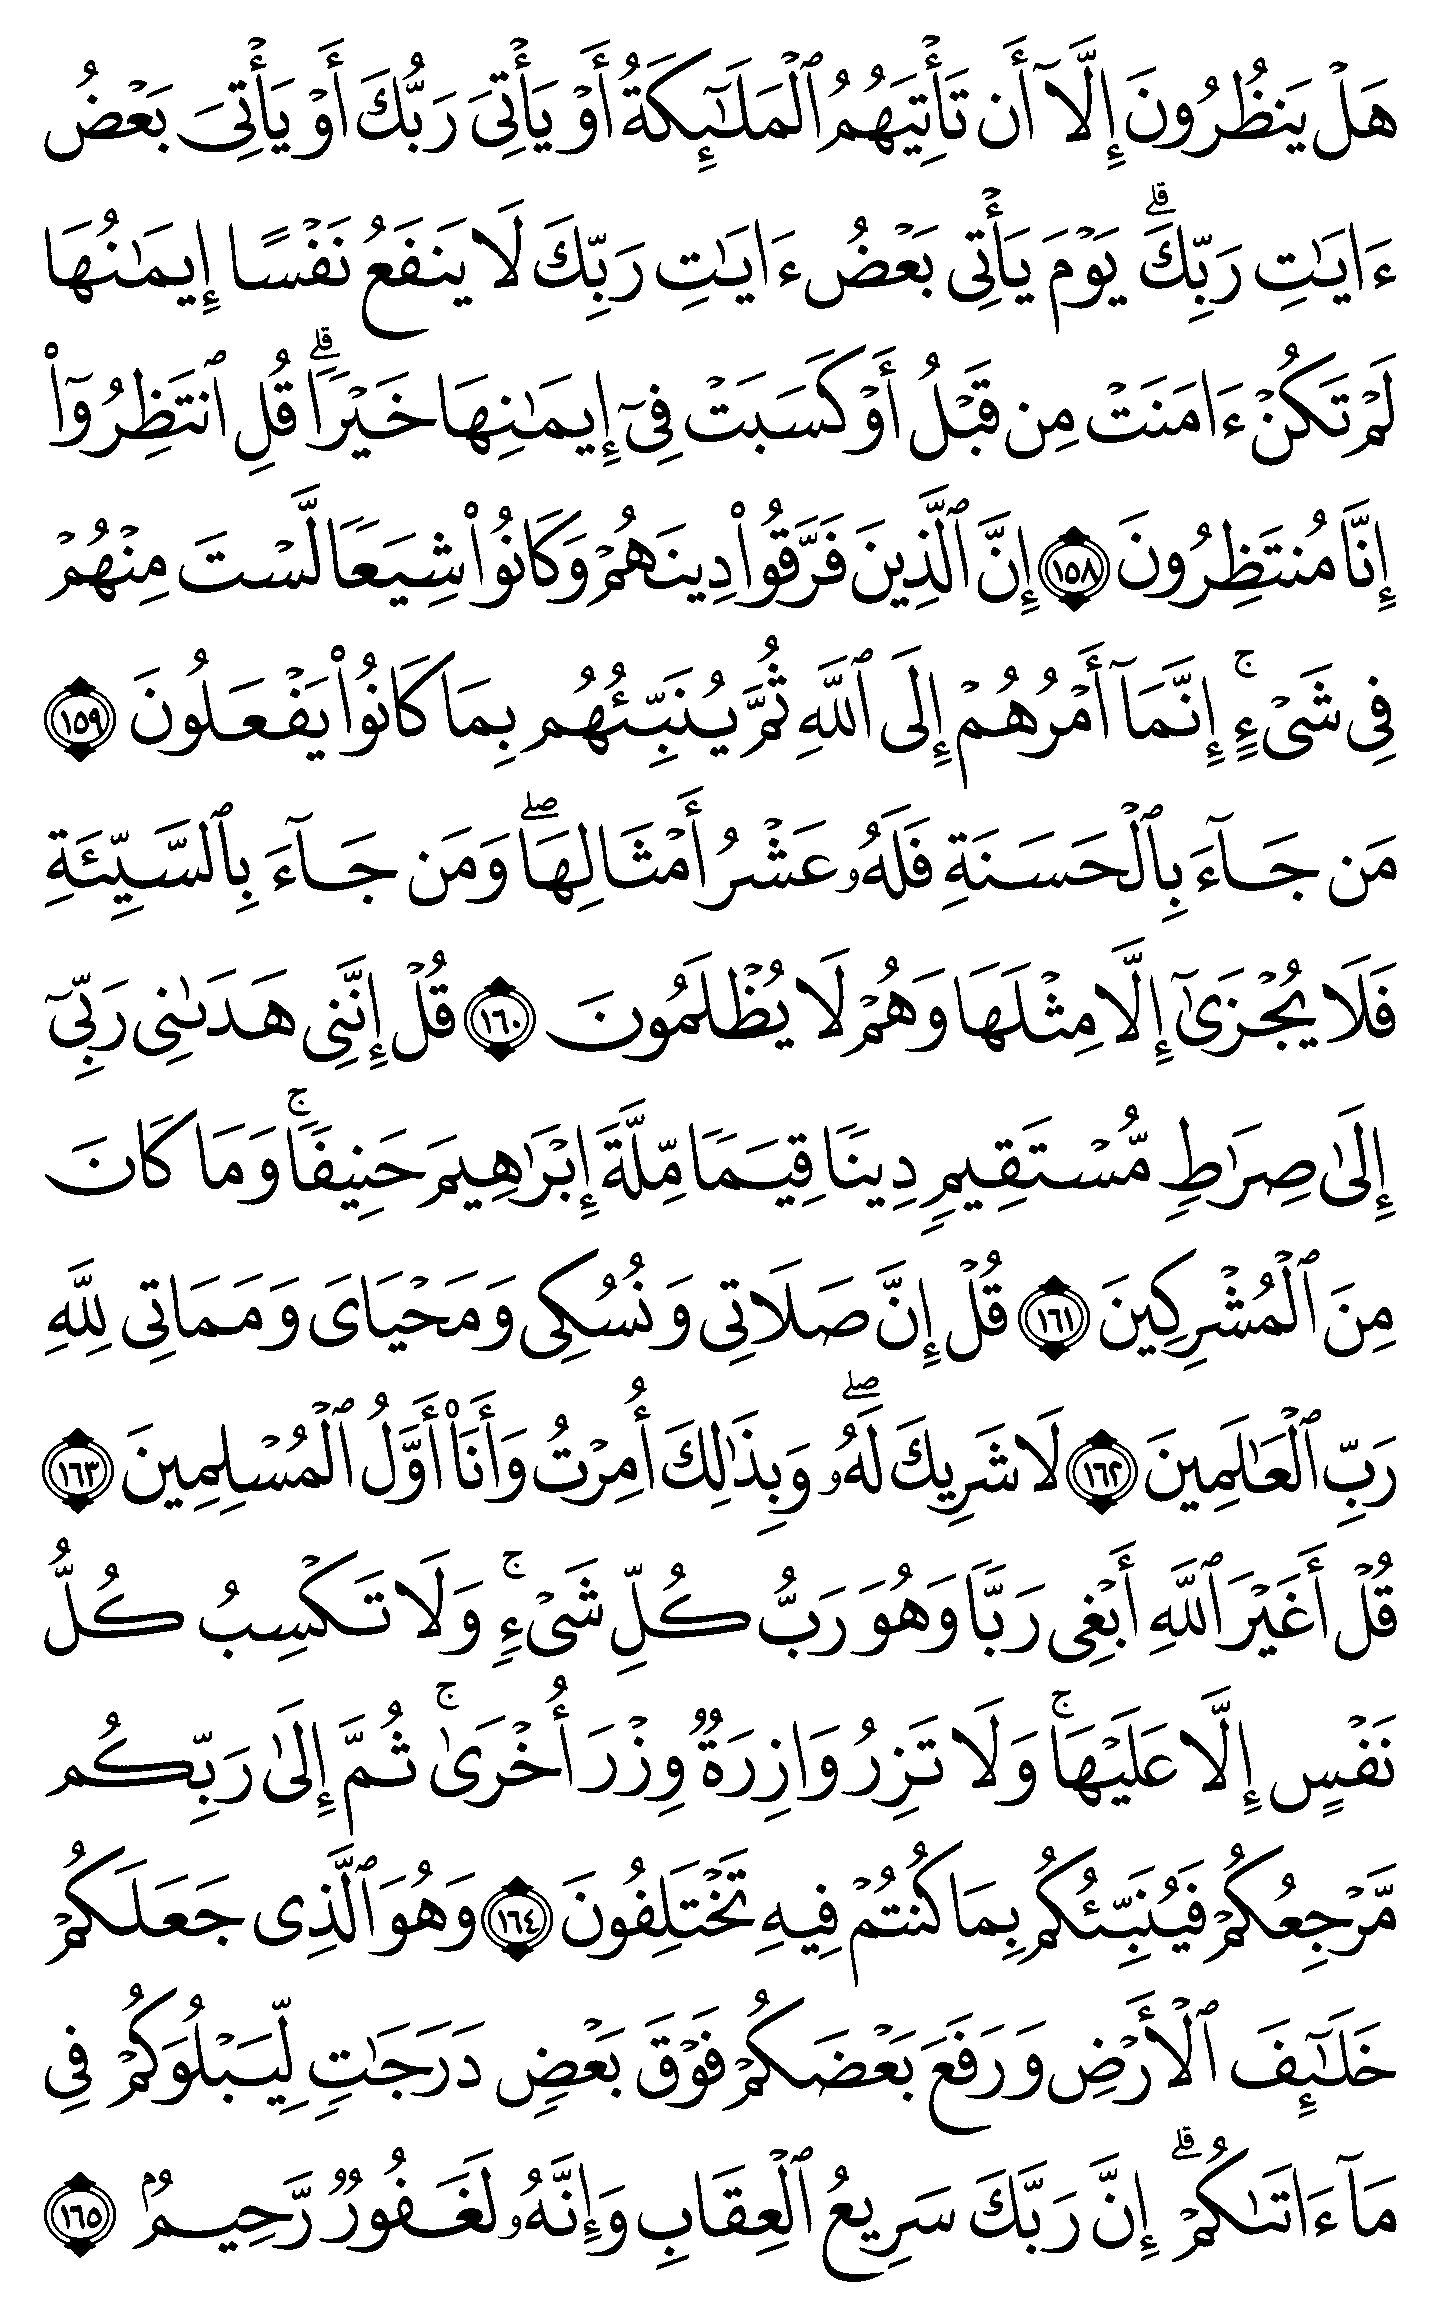 هَلۡ يَنظُرُونَ إِلَّآ أَن تَأۡتِيَهُمُ ٱلۡمَلَٰٓئِكَةُ أَوۡ يَأۡتِيَ رَبُّكَ أَوۡ يَأۡتِيَ بَعۡضُ
ءَايَٰتِ رَبِّكَۗ يَوۡمَ يَأۡتِي بَعۡضُ ءَايَٰتِ رَبِّكَ لَا يَنفَعُ نَفۡسًا إِيمَٰنُهَا
لَمۡ تَكُنۡ ءَامَنَتۡ مِن قَبۡلُ أَوۡ كَسَبَتۡ فِيٓ إِيمَٰنِهَا خَيۡرٗاۗ قُلِ ٱنتَظِرُوٓاْ
إِنَّا مُنتَظِرُونَ ١٥٨ إِنَّ ٱلَّذِينَ فَرَّقُواْ دِينَهُمۡ وَكَانُواْ شِيَعٗا لَّسۡتَ مِنۡهُمۡ
فِي شَيۡءٍۚ إِنَّمَآ أَمۡرُهُمۡ إِلَى ٱللَّهِ ثُمَّ يُنَبِّئُهُم بِمَا كَانُواْ يَفۡعَلُونَ ١٥٩
مَن جَآءَ بِٱلۡحَسَنَةِ فَلَهُۥ عَشۡرُ أَمۡثَالِهَاۖ وَمَن جَآءَ بِٱلسَّيِّئَةِ
فَلَا يُجۡزَىٰٓ إِلَّا مِثۡلَهَا وَهُمۡ لَا يُظۡلَمُونَ ١٦٠ قُلۡ إِنَّنِي هَدَىٰنِي رَبِّيٓ
إِلَىٰ صِرَٰطٖ مُّسۡتَقِيمٖ دِينٗا قِيَمٗا مِّلَّةَ إِبۡرَٰهِيمَ حَنِيفٗاۚ وَمَا كَانَ
مِنَ ٱلۡمُشۡرِكِينَ ١٦١ قُلۡ إِنَّ صَلَاتِي وَنُسُكِي وَمَحۡيَايَ وَمَمَاتِي لِلَّهِ
رَبِّ ٱلۡعَٰلَمِينَ ١٦٢ لَا شَرِيكَ لَهُۥۖ وَبِذَٰلِكَ أُمِرۡتُ وَأَنَا۠ أَوَّلُ ٱلۡمُسۡلِمِينَ ١٦٣
قُلۡ أَغَيۡرَ ٱللَّهِ أَبۡغِي رَبّٗا وَهُوَ رَبُّ كُلِّ شَيۡءٖۚ وَلَا تَكۡسِبُ كُلُّ
نَفۡسٍ إِلَّا عَلَيۡهَاۚ وَلَا تَزِرُ وَازِرَةٞ وِزۡرَ أُخۡرَىٰۚ ثُمَّ إِلَىٰ رَبِّكُم
مَّرۡجِعُكُمۡ فَيُنَبِّئُكُم بِمَا كُنتُمۡ فِيهِ تَخۡتَلِفُونَ ١٦٤ وَهُوَ ٱلَّذِي جَعَلَكُمۡ
خَلَٰٓئِفَ ٱلۡأَرۡضِ وَرَفَعَ بَعۡضَكُمۡ فَوۡقَ بَعۡضٖ دَرَجَٰتٖ لِّيَبۡلُوَكُمۡ فِي
مَآ ءَاتَىٰكُمۡۗ إِنَّ رَبَّكَ سَرِيعُ ٱلۡعِقَابِ وَإِنَّهُۥ لَغَفُورٞ رَّحِيمُۢ ١٦٥